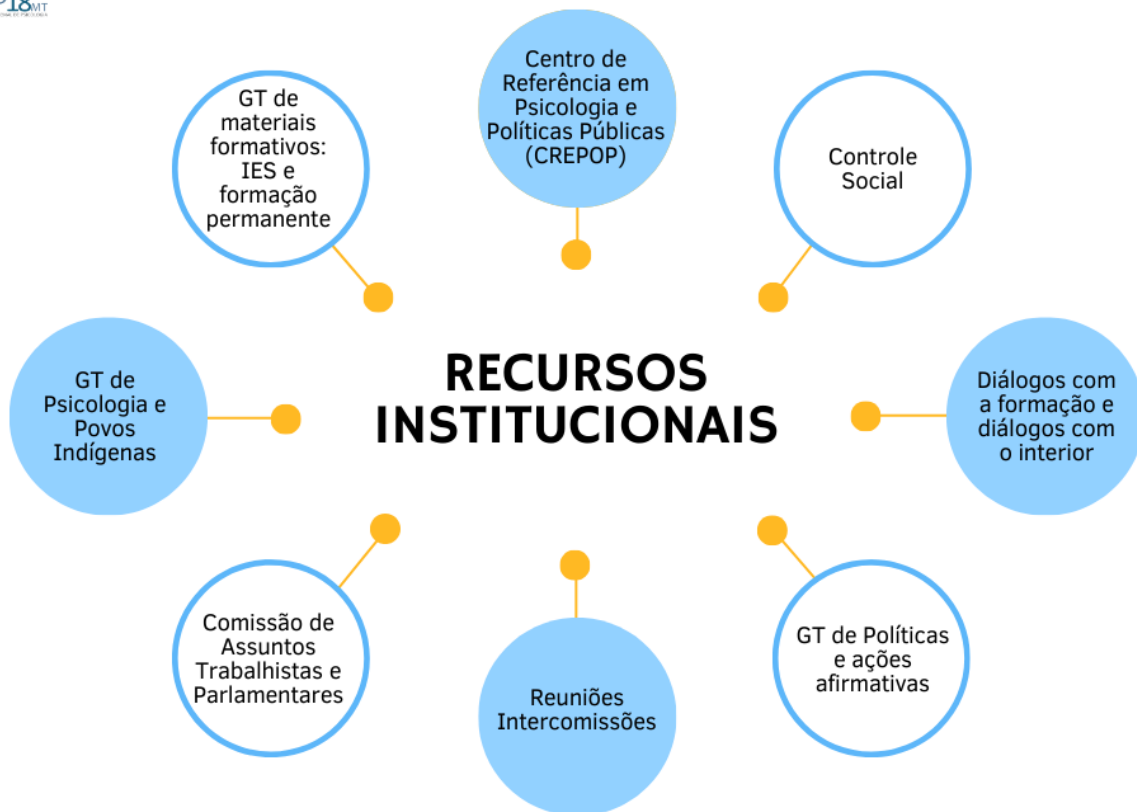 P18MT
Centro de
Referência em
Psicologia e
Políticas Públicas
(CREPOP)
GT de
materiais
formativos:
IES e
formação
permanente
Controle
Social
RECURSOS
INSTITUCIONAIS
GT de
Psicologia e
Povos
Indígenas
Diálogos com
a formação e
diálogos com
o interior
Comissão de
Assuntos
Trabalhistas e
Parlamentares
Reuniões
Intercomissões
GT de Políticas
e ações
afirmativas